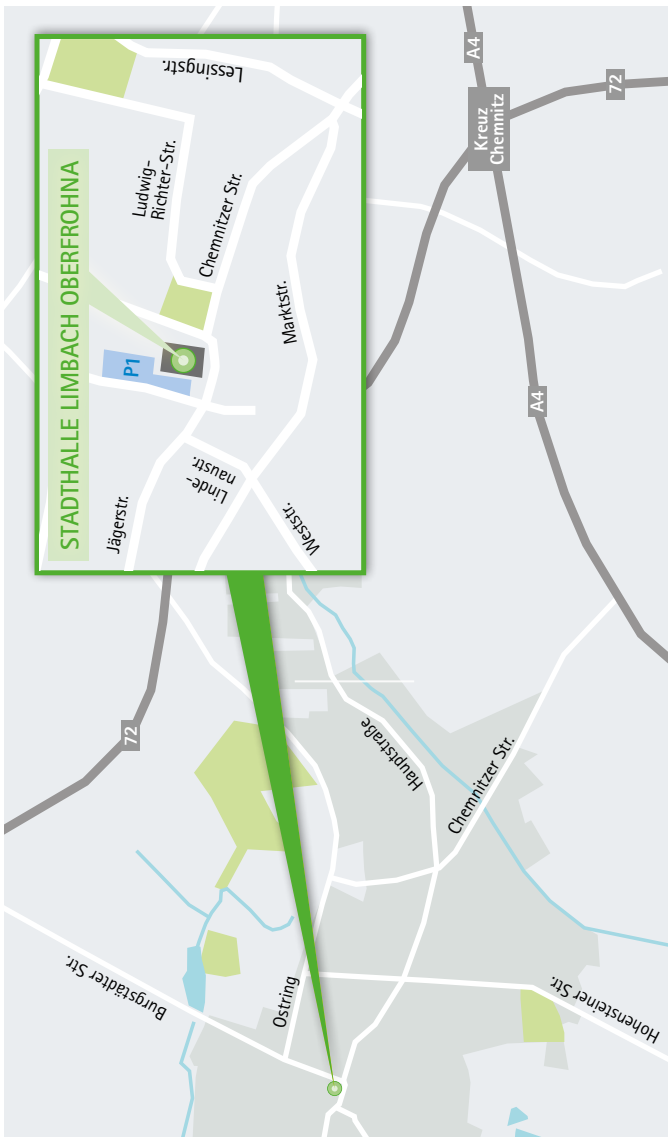 STADTHALLE LIMBACH OBERFROHNA
Lessingstr.
Ludwig-
Richter-Str.
Chemnitzer Str.
Marktstr.
P1
Jägerstr.
Linde-
naustr.
Weststr.
A4
72
Kreuz
Chemnitz
A4
72
Hauptstraße
Chemnitzer Str.
Burgstädter Str.
Ostring
Hohensteiner Str.